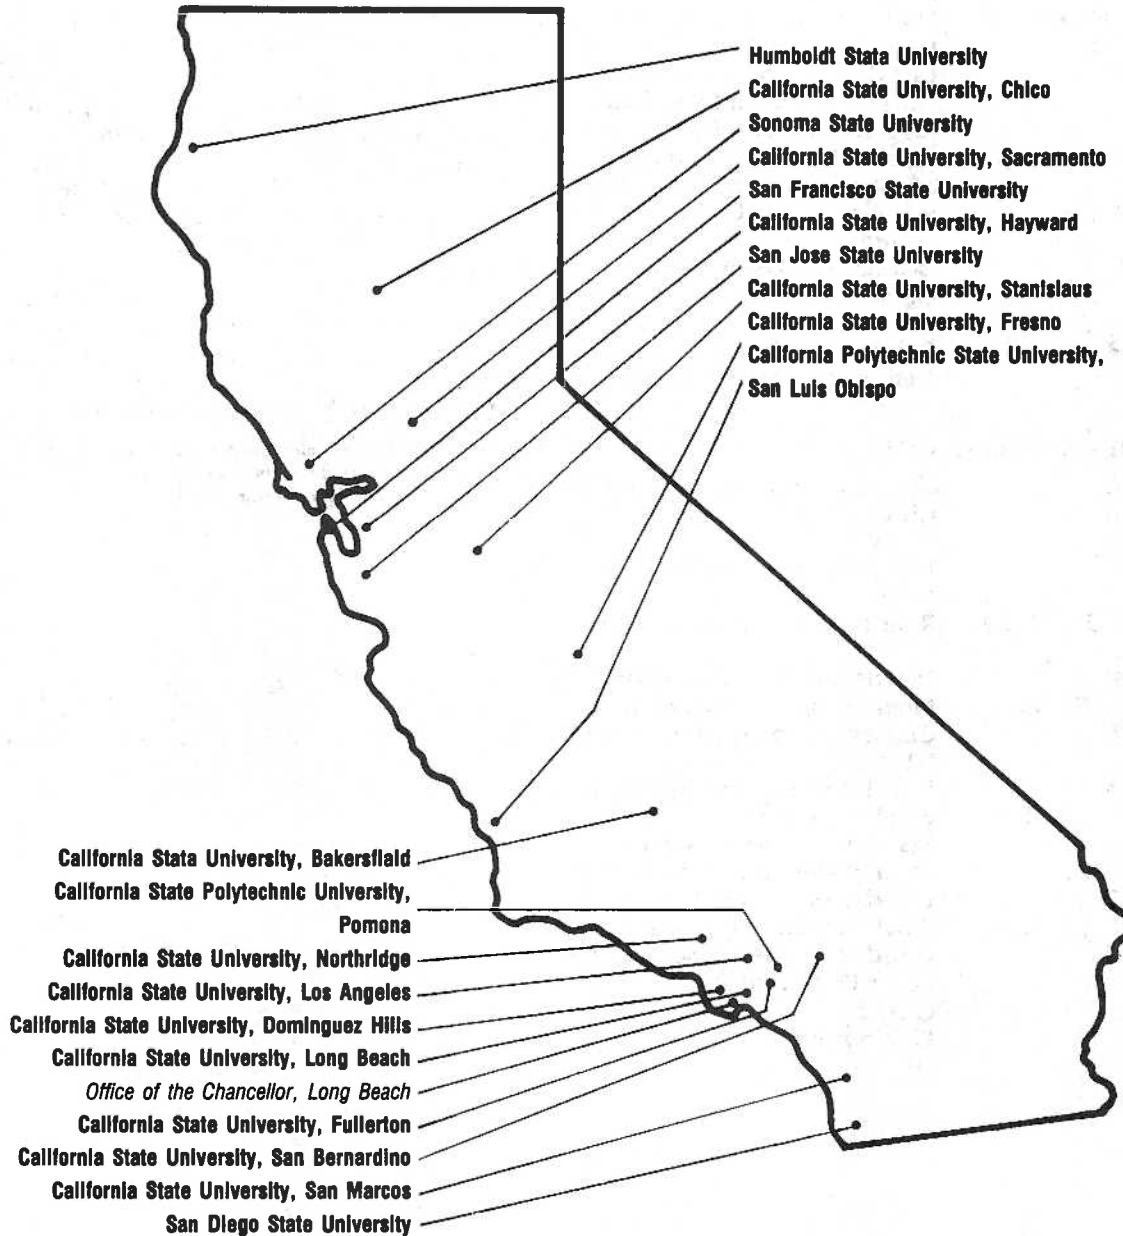 Humboldt Stata University
California State University, Chico
Sonoma State University
California State University, Sacramento
San Francisco State University
California State University, Hayward
San Jose State University
California State University, Stanislaus
California State University, Fresno
California Polytechnic State University,
San Luis Obispo
California Stata University, Bakersflald
California State Polytechnic University,
Pomona
California State University, Northridge
California State University, Los Angeles
California State University, Dominguez Hills
California State University, Long Beach
Office of the Chancellor, Long Beach
California State University, Fullerton
California State University, San Bernardino
California State University, San Marcos
San Diego State University